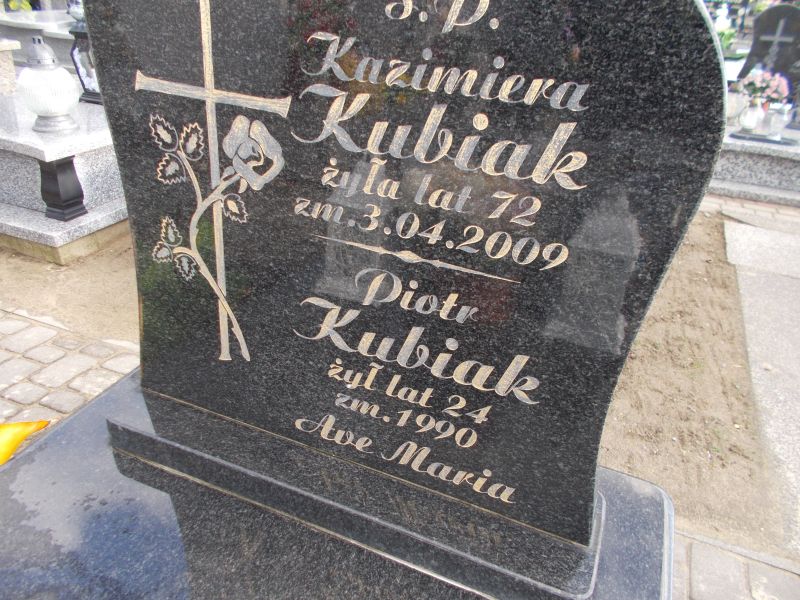 Ś. P.
Kazimiera
Kubiak
żyła lat 72
zm. 3.04.2009
Piotr
Kubiak
żył lat 24
zm. 1990
Ave Maria